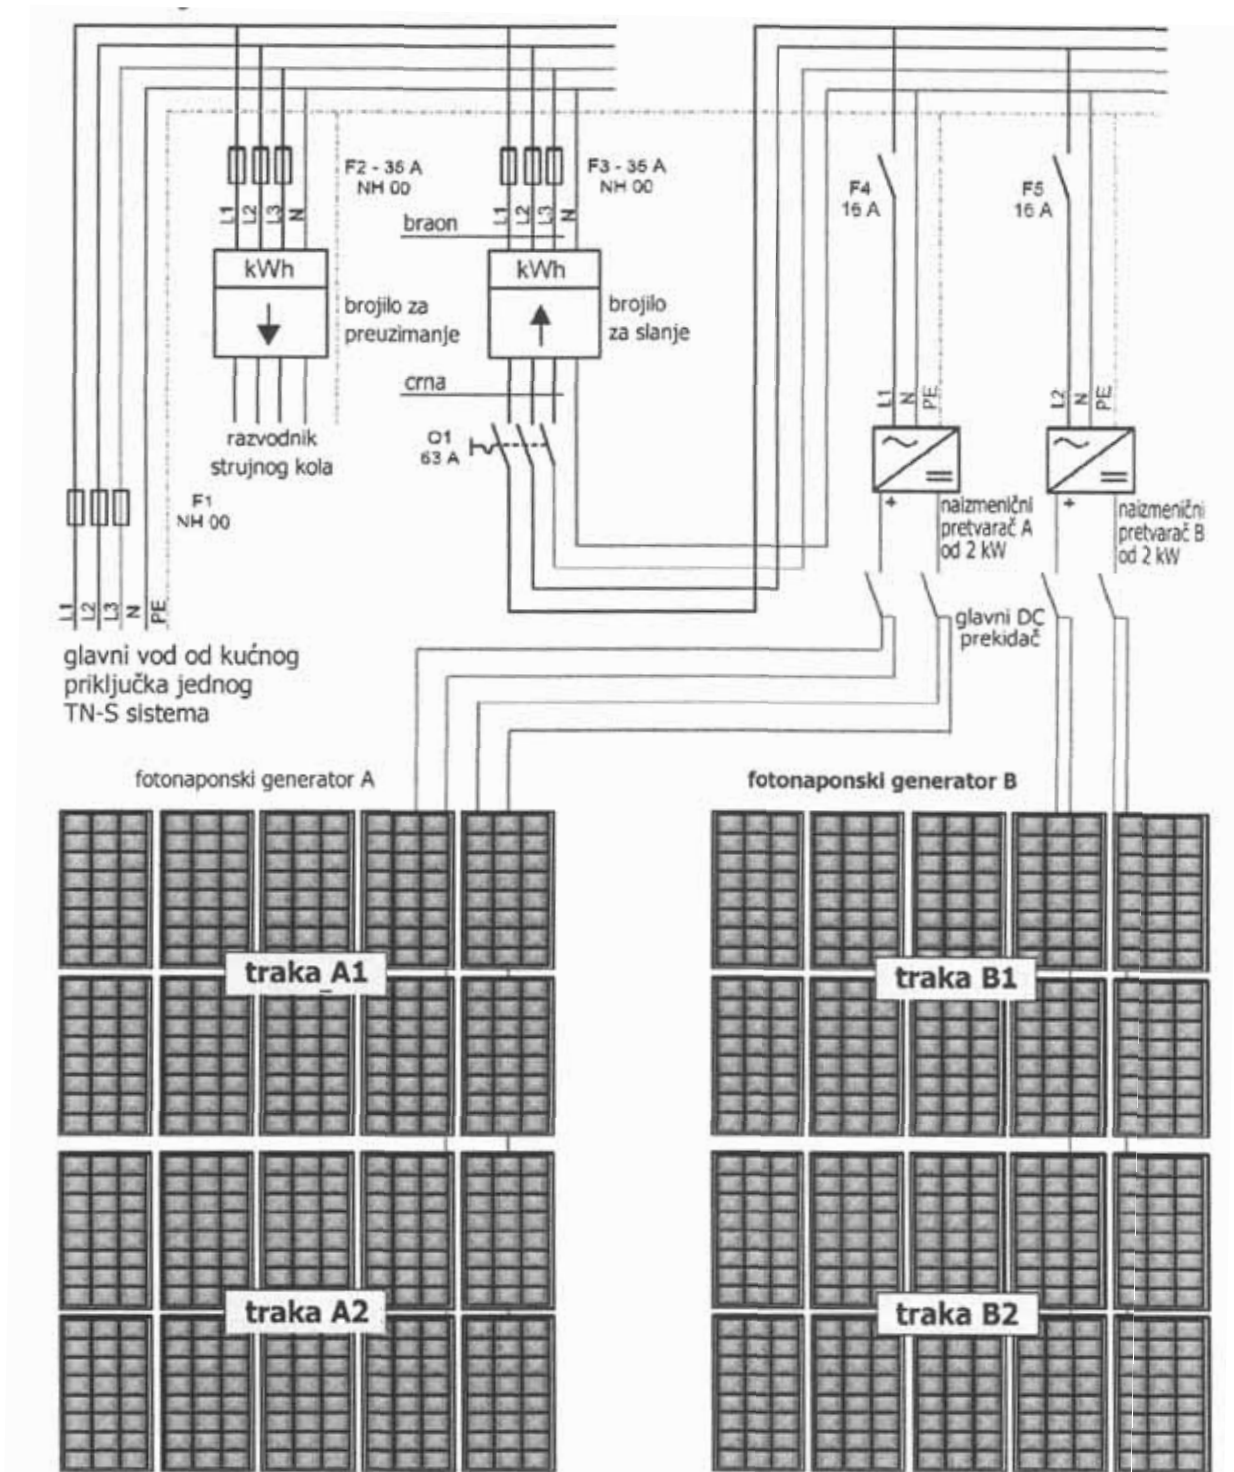 F2 - 35 A
NH 00
F3 - 35 A
NH 00
F4
16 A
F5
16 A
L1
L2
L3
N
braon
L1
L2
L3
N
kWh
kWh
brojilo za
preuzimanje
brojilo
za slanje
crna
razvodnik
strujnog kola
Q1
63 A
L1
N
PE
L2
N
PE
F1
NH 00
+
naizmenični
pretvarač A
od 2 kW
+
naizmenični
pretvarač B
od 2 kW
L1
L2
L3
N
PE
glavni DC
prekidač
glavni vod od kućnog
priključka jednog
TN-S sistema
fotonaponski generator A
fotonaponski generator B
traka A1
traka B1
traka A2
traka B2